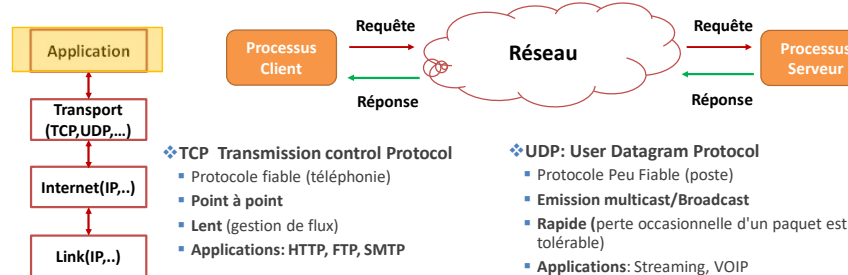 Application
Transport
(TCP,UDP,...)
Internet(IP,..)
Link(IP,..)
Processus
Client
Requête
Réponse
Réseau
Requête
Réponse
Processus
Serveur
❖TCP Transmission control Protocol
▪ Protocole fiable (téléphonie)
▪ Point à point
▪ Lent (gestion de flux)
▪ Applications: HTTP, FTP, SMTP
❖UDP: User Datagram Protocol
▪ Protocole Peu Fiable (poste)
▪ Emission multicast/Broadcast
▪ Rapide (perte occasionnelle d'un paquet est
tolérable)
▪ Applications: Streaming, VOIP